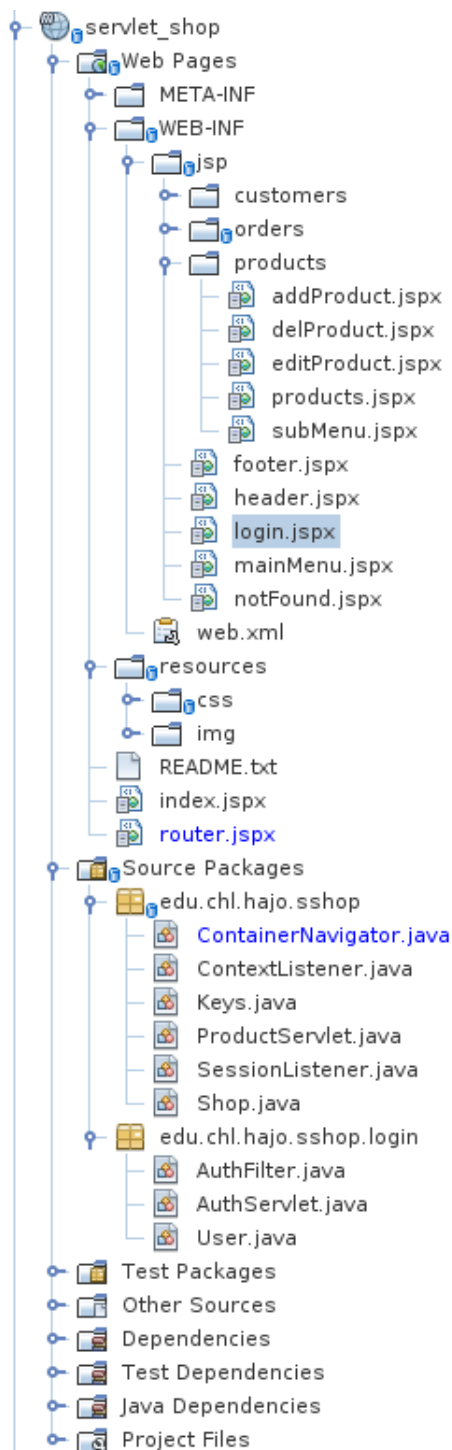 servlet_shop
Web Pages
META-INF
WEB-INF
jsp
customers
orders
products
addProduct.jspx
delProduct.jspx
editProduct.jspx
products.jspx
subMenu.jspx
footer.jspx
header.jspx
login.jspx
mainMenu.jspx
notFound.jspx
web.xml
resources
css
img
README.txt
index.jspx
router.jspx
Source Packages
edu.chl.hajo.sshop
ContainerNavigator.java
ContextListener.java
Keys.java
ProductServlet.java
SessionListener.java
Shop.java
edu.chl.hajo.sshop.login
AuthFilter.java
AuthServlet.java
User.java
Test Packages
Other Sources
Dependencies
Test Dependencies
Java Dependencies
Project Files